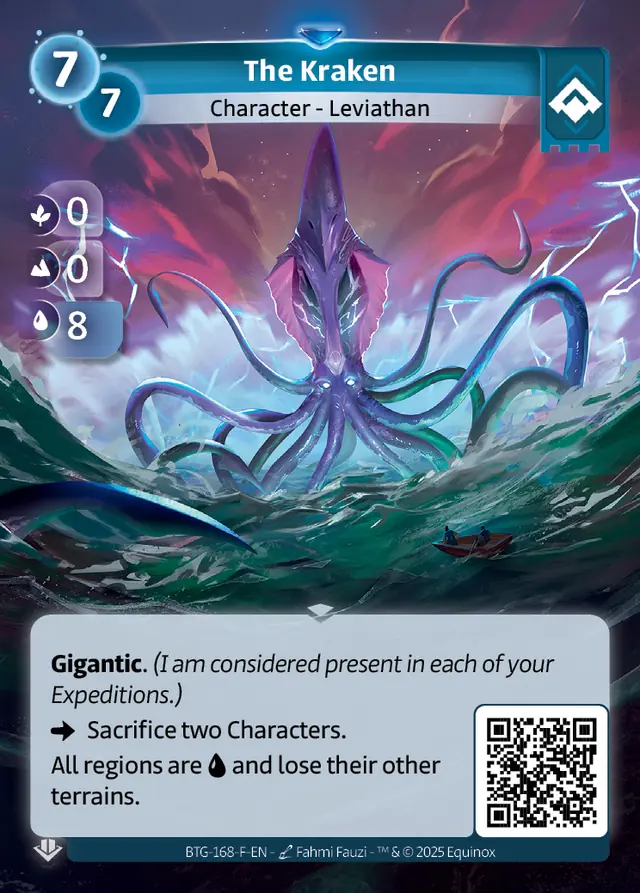 7
7
The Kraken
Character - Leviathan
0
0
8
Gigantic. (I am considered present in each of your
Expeditions.)
Sacrifice two Characters.
All regions are and lose their other
terrains.
BTG-168-F-EN - Fahmi Fauzi - ™ & © 2025 Equinox